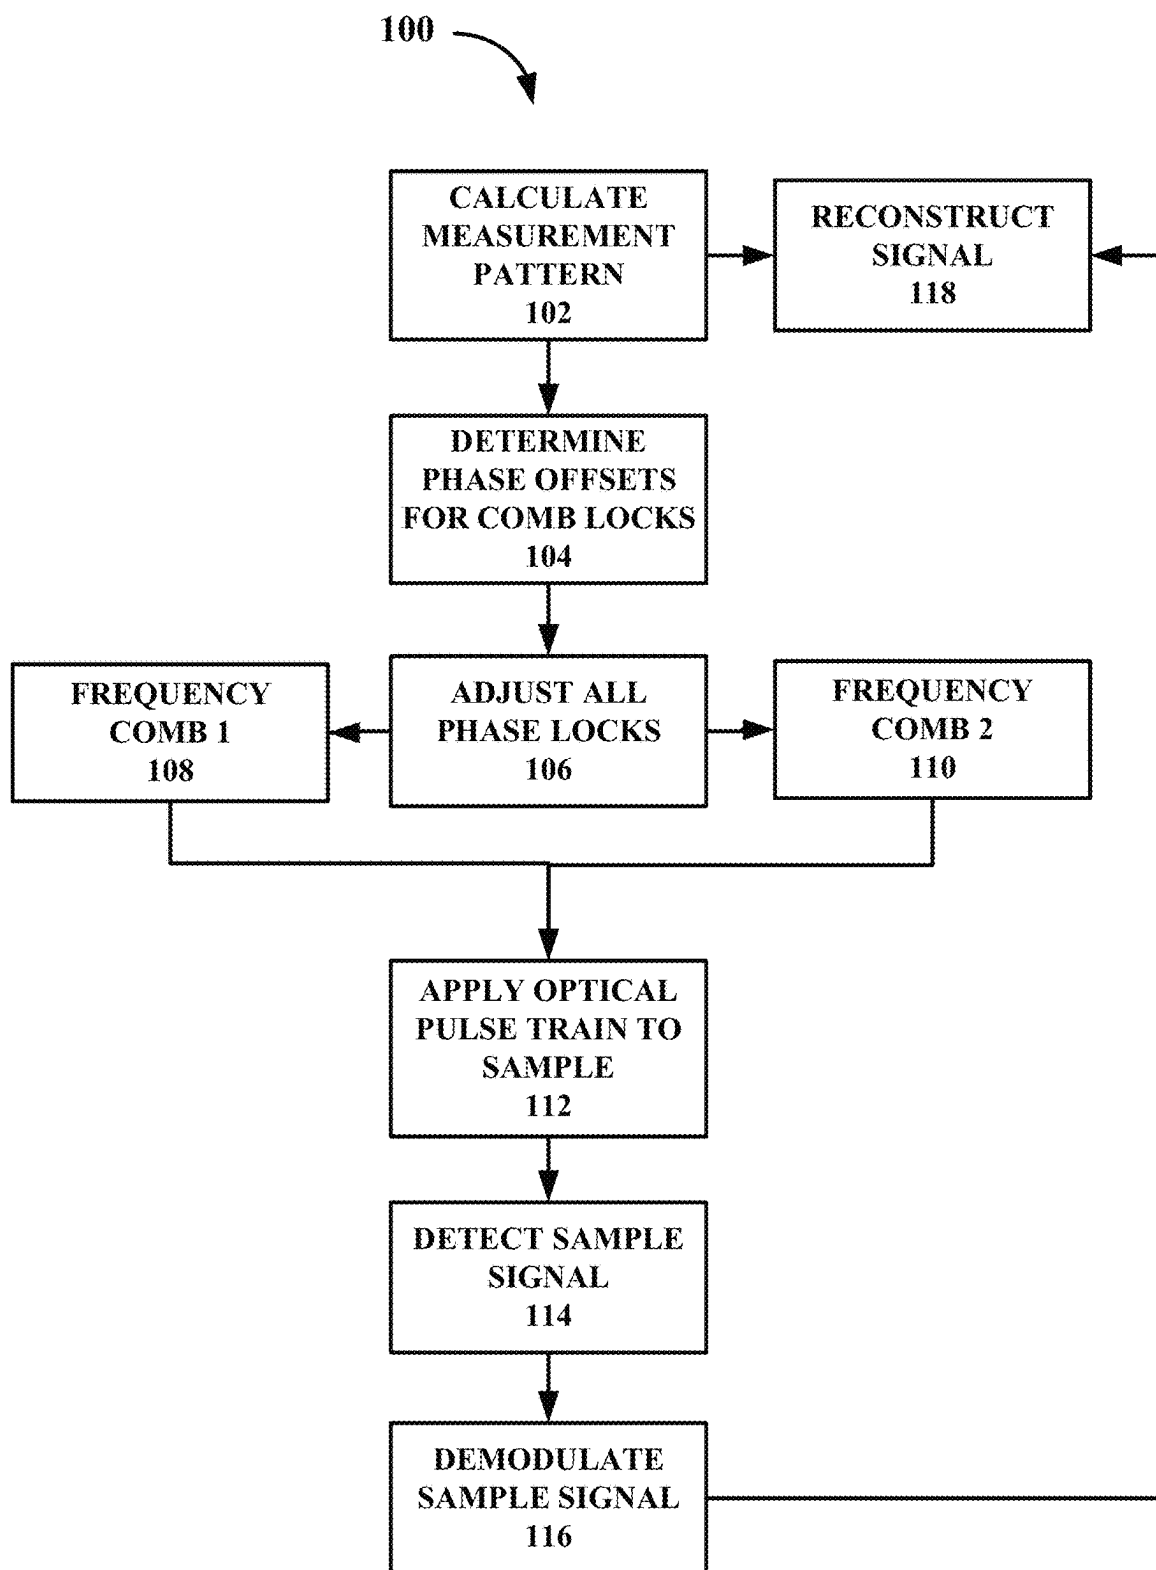 100
CALCULATE
MEASUREMENT
PATTERN
102
RECONSTRUCT
SIGNAL
118
DETERMINE
PHASE OFFSETS
FOR COMB LOCKS
104
FREQUENCY
COMB 1
108
ADJUST ALL
PHASE LOCKS
106
FREQUENCY
COMB 2
110
APPLY OPTICAL
PULSE TRAIN TO
SAMPLE
112
DETECT SAMPLE
SIGNAL
114
DEMODULATE
SAMPLE SIGNAL
116